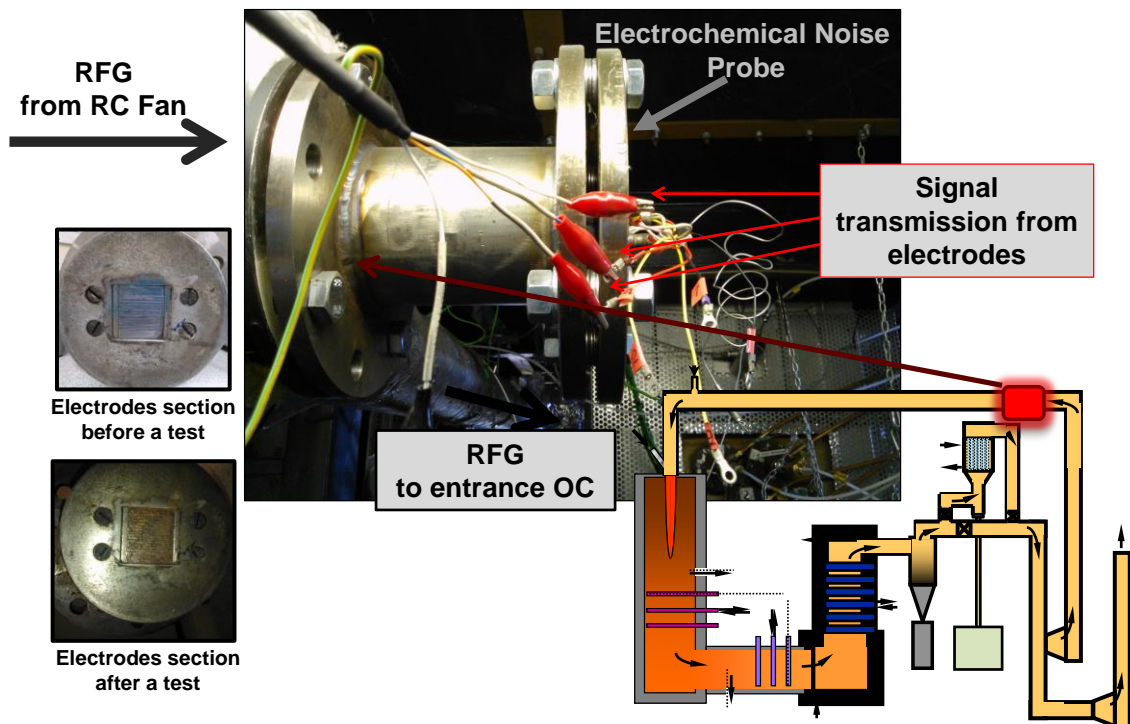 Electrochemical Noise
Probe
RFG
from RC Fan
Signal
transmission from
electrodes
Electrodes section
before a test
RFG
to entrance OC
Electrodes section
after a test